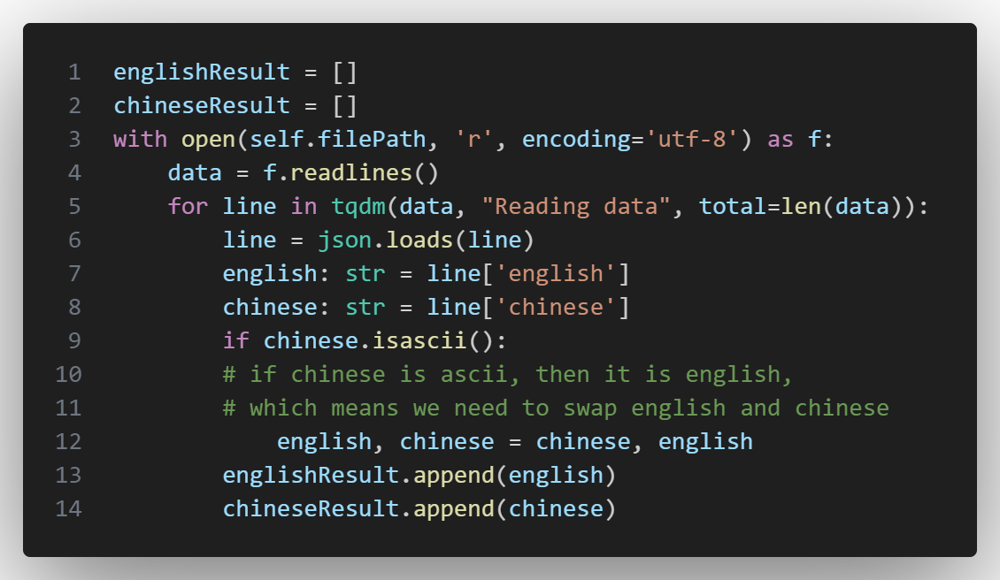 1 englishResult = []
2 chineseResult = []
3 with open(self.filePath, 'r', encoding='utf-8') as f:
4     data = f.readlines()
5     for line in tqdm(data, "Reading data", total=len(data)):
6         line = json.loads(line)
7         english: str = line['english']
8         chinese: str = line['chinese']
9         if chinese.isascii():
10         # if chinese is ascii, then it is english,
11         # which means we need to swap english and chinese
12             english, chinese = chinese, english
13         englishResult.append(english)
14         chineseResult.append(chinese)